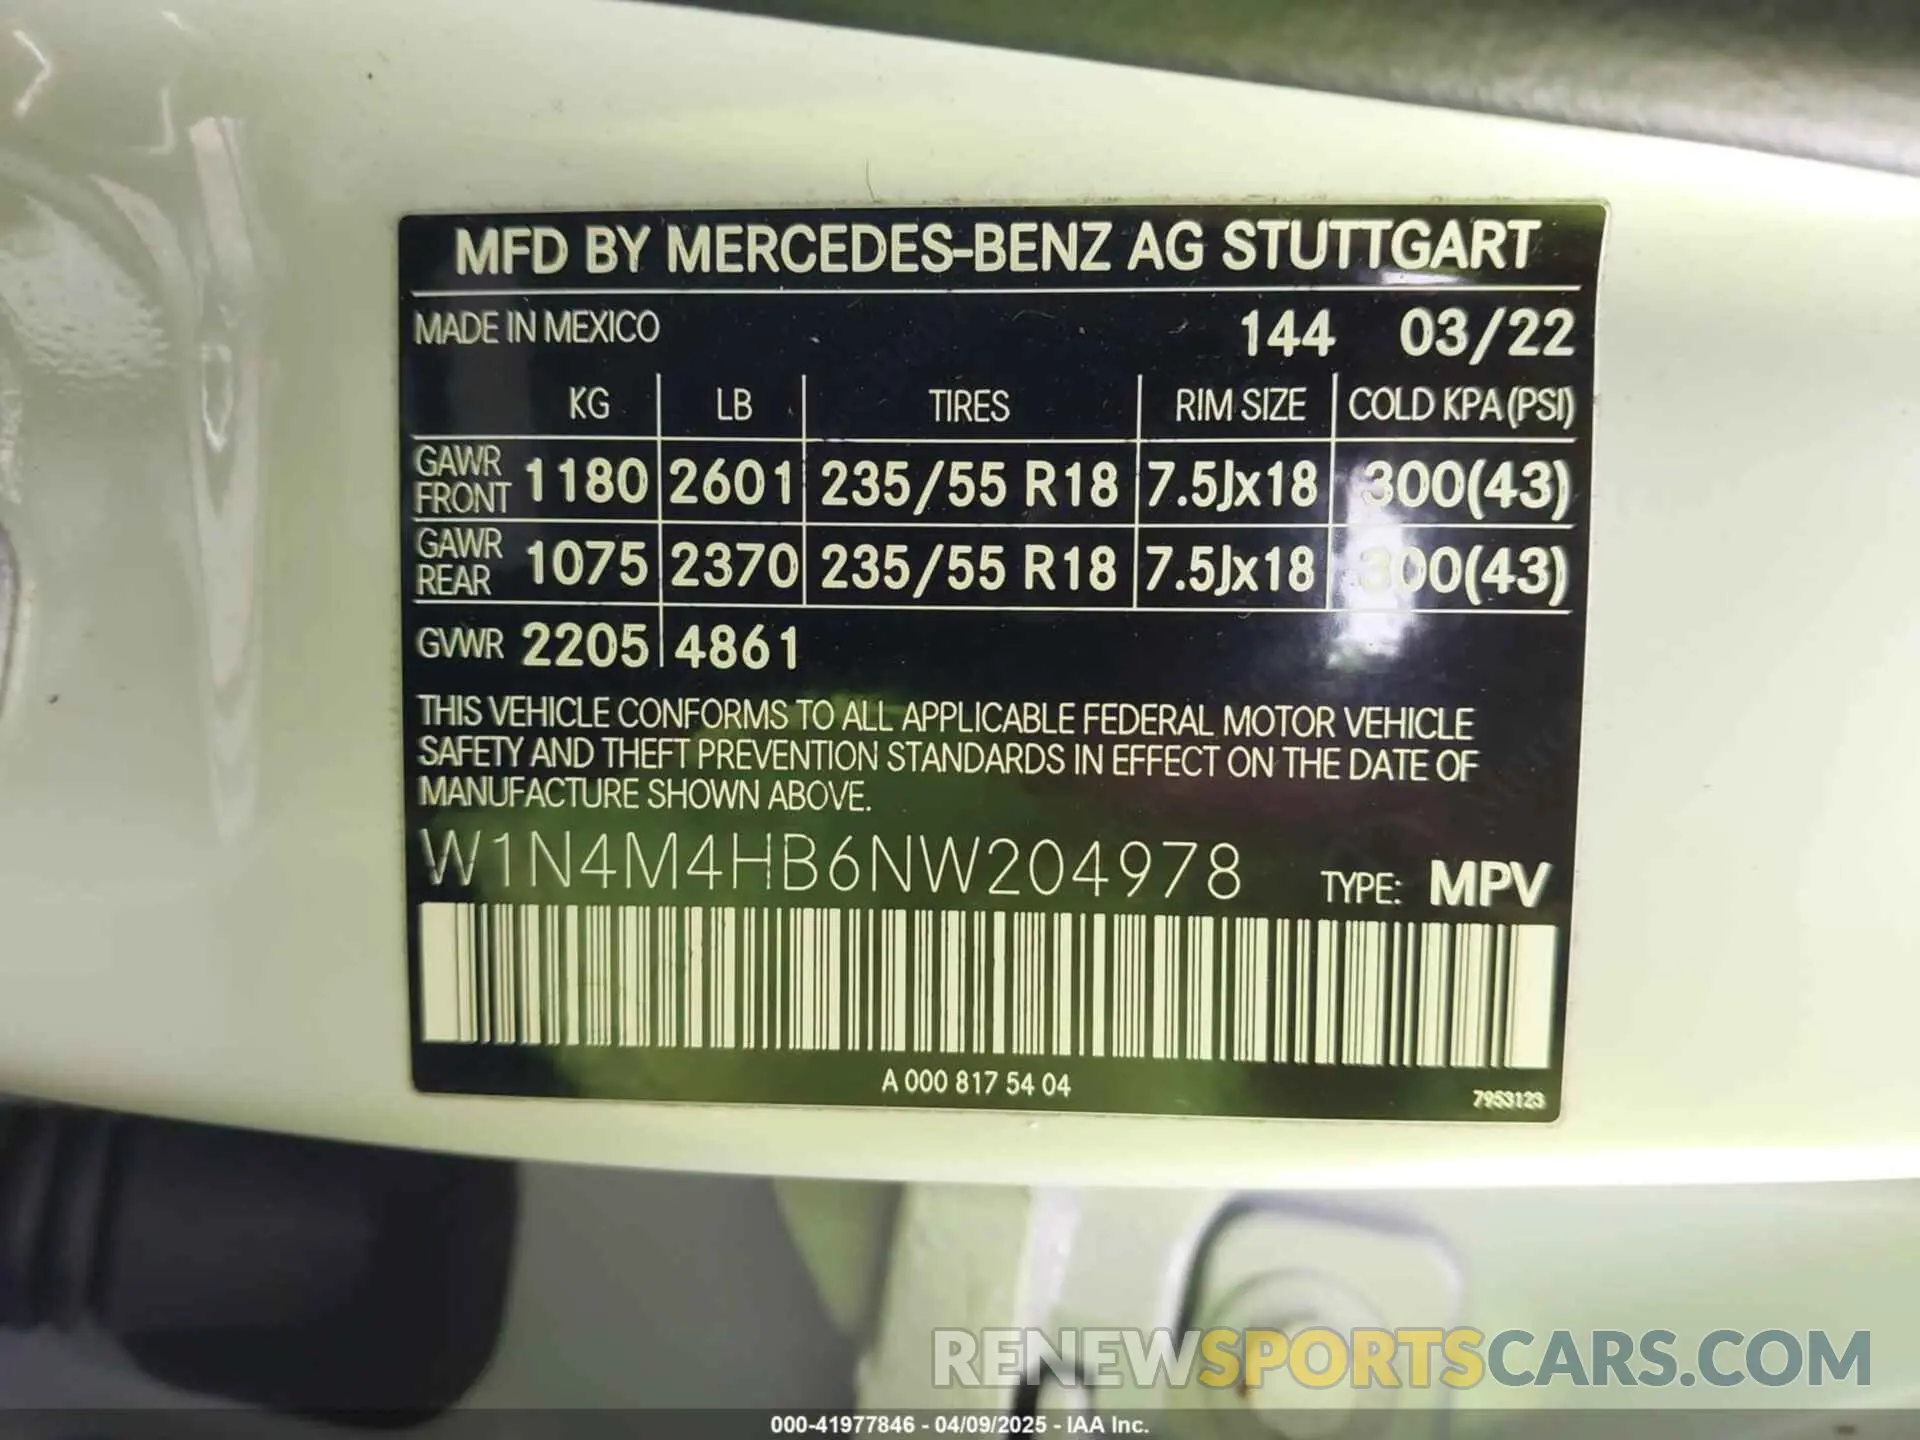 MFD BY MERCEDES-BENZ AG STUTTGART
MADE IN MEXICO 144 03/22
KG LB TIRES RIM SIZE COLD KPA (PSI)
GAWR FRONT 1180 2601 235/55 R18 7.5Jx18 300(43)
GAWR REAR 1075 2370 235/55 R18 7.5Jx18 300(43)
GVWR 2205 4861
THIS VEHICLE CONFORMS TO ALL APPLICABLE FEDERAL MOTOR VEHICLE
SAFETY AND THEFT PREVENTION STANDARDS IN EFFECT ON THE DATE OF
MANUFACTURE SHOWN ABOVE.
W1N4M4HB6NW204978 TYPE: MPV
A 000 817 54 04 7953123
RENEWSPORTSCARS.COM
000-41977846 - 04/09/2025 - IAA Inc.